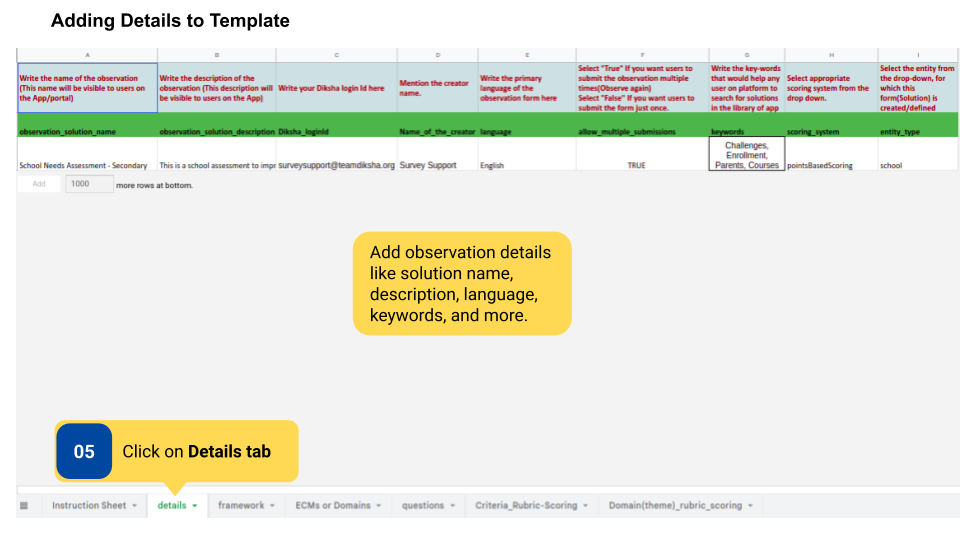 Adding Details to Template
A B C D E F G H I
Write the name of the observation
(This name will be visible to users on
the App/portal)
Write the description of the
observation (This description will
be visible to users on the App)
Write your Diksha login Id here
Mention the creator
name.
Write the primary
language of the
observation form here
Select "True" If you want users to
submit the observation multiple
times(Observe again)
Select "False" If you want users to
submit the form just once.
Write the key-words
that would help any
user on platform to
search for solutions
in the library of app
Select appropriate
scoring system from the
drop down.
Select the entity from
the drop-down, for
which this
form(Solution) is
created/defined
observation_solution_name observation_solution_description Diksha_loginId Name_of_the_creator language allow_multiple_submissions keywords scoring_system entity_type
School Needs Assessment - Secondary This is a school assessment to impr surveysupport@teamdiksha.org Survey Support English TRUE
Challenges,
Enrollment,
Parents, Courses
pointsBasedScoring school
Add 1000 more rows at bottom.
Add observation details
like solution name,
description, language,
keywords, and more.
05 Click on Details tab
Instruction Sheet details framework ECMs or Domains questions Criteria_Rubric-Scoring Domain(theme)_rubric_scoring